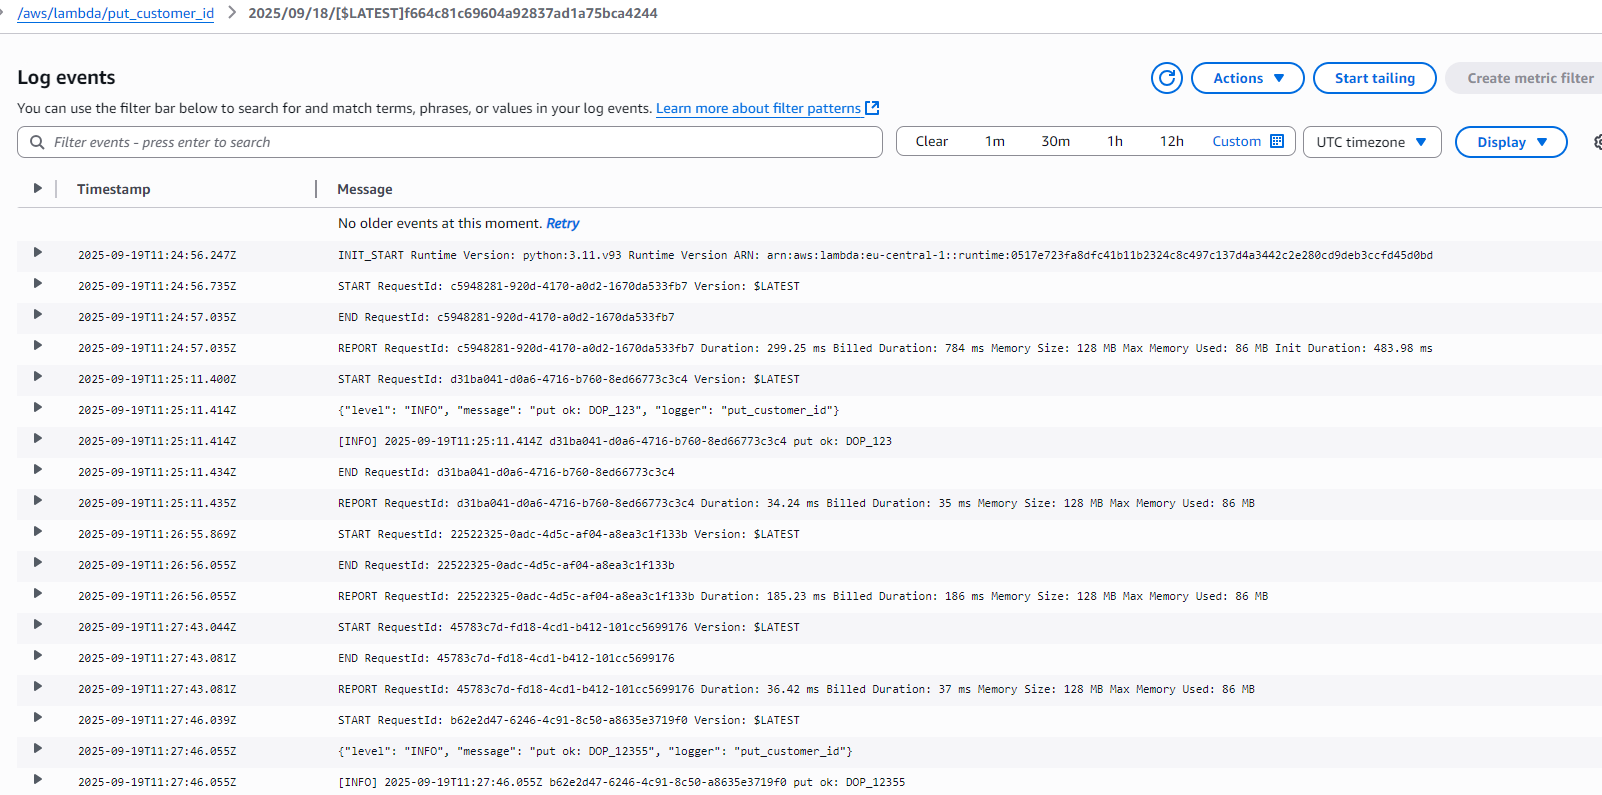 /aws/lambda/put_customer_id > 2025/09/18/[$LATEST]f664c81c69604a92837ad1a75bca4244
Log events
Actions Start tailing Create metric filter
You can use the filter bar below to search for and match terms, phrases, or values in your log events. Learn more about filter patterns
Filter events - press enter to search Clear 1m 30m 1h 12h Custom UTC timezone Display
Timestamp Message
No older events at this moment. Retry
2025-09-19T11:24:56.247Z INIT_START Runtime Version: python:3.11.v93 Runtime Version ARN: arn:aws:lambda:eu-central-1::runtime:0517e723fa8dfc41b11b2324c8c497c137d4a3442c2e280cd9deb3ccfd45d0bd
2025-09-19T11:24:56.735Z START RequestId: c5948281-920d-4170-a0d2-1670da533fb7 Version: $LATEST
2025-09-19T11:24:57.035Z END RequestId: c5948281-920d-4170-a0d2-1670da533fb7
2025-09-19T11:24:57.035Z REPORT RequestId: c5948281-920d-4170-a0d2-1670da533fb7 Duration: 299.25 ms Billed Duration: 784 ms Memory Size: 128 MB Max Memory Used: 86 MB Init Duration: 483.98 ms
2025-09-19T11:25:11.400Z START RequestId: d31ba041-d0a6-4716-b760-8ed66773c3c4 Version: $LATEST
2025-09-19T11:25:11.414Z {"level": "INFO", "message": "put ok: DOP_123", "logger": "put_customer_id"}
2025-09-19T11:25:11.414Z [INFO] 2025-09-19T11:25:11.414Z d31ba041-d0a6-4716-b760-8ed66773c3c4 put ok: DOP_123
2025-09-19T11:25:11.434Z END RequestId: d31ba041-d0a6-4716-b760-8ed66773c3c4
2025-09-19T11:25:11.435Z REPORT RequestId: d31ba041-d0a6-4716-b760-8ed66773c3c4 Duration: 34.24 ms Billed Duration: 35 ms Memory Size: 128 MB Max Memory Used: 86 MB
2025-09-19T11:26:55.869Z START RequestId: 22522325-0adc-4d5c-af04-a8ea3c1f133b Version: $LATEST
2025-09-19T11:26:56.055Z END RequestId: 22522325-0adc-4d5c-af04-a8ea3c1f133b
2025-09-19T11:26:56.055Z REPORT RequestId: 22522325-0adc-4d5c-af04-a8ea3c1f133b Duration: 185.23 ms Billed Duration: 186 ms Memory Size: 128 MB Max Memory Used: 86 MB
2025-09-19T11:27:43.044Z START RequestId: 45783c7d-fd18-4cd1-b412-101cc5699176 Version: $LATEST
2025-09-19T11:27:43.081Z END RequestId: 45783c7d-fd18-4cd1-b412-101cc5699176
2025-09-19T11:27:43.081Z REPORT RequestId: 45783c7d-fd18-4cd1-b412-101cc5699176 Duration: 36.42 ms Billed Duration: 37 ms Memory Size: 128 MB Max Memory Used: 86 MB
2025-09-19T11:27:46.039Z START RequestId: b62e2d47-6246-4c91-8c50-a8635e3719f0 Version: $LATEST
2025-09-19T11:27:46.055Z {"level": "INFO", "message": "put ok: DOP_12355", "logger": "put_customer_id"}
2025-09-19T11:27:46.055Z [INFO] 2025-09-19T11:27:46.055Z b62e2d47-6246-4c91-8c50-a8635e3719f0 put ok: DOP_12355